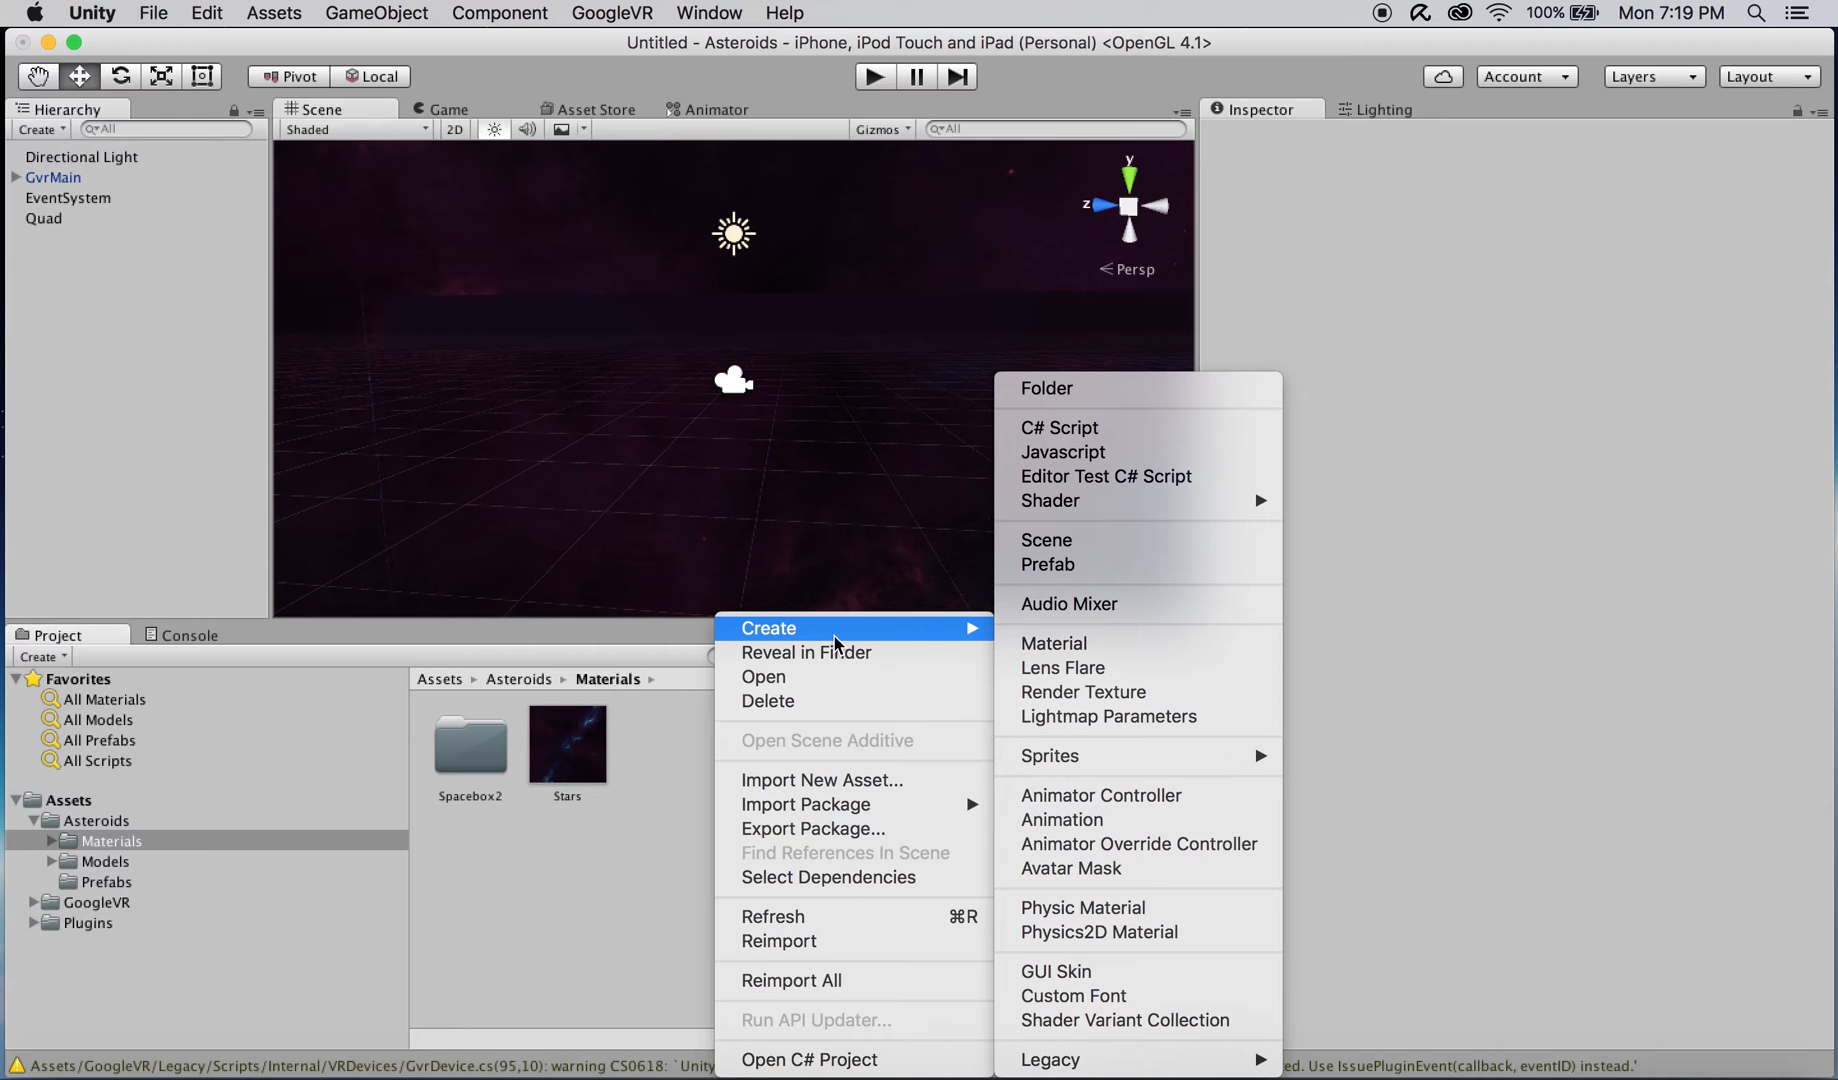 Unity File Edit Assets GameObject Component GoogleVR Window Help 100% Mon 7:19 PM
Untitled - Asteroids - iPhone, iPod Touch and iPad (Personal) <OpenGL 4.1>
Pivot Local Account Layers Layout
Hierarchy Scene Game Asset Store Animator Inspector Lighting
Create All Shaded 2D Gizmos All
Directional Light
GvrMain
EventSystem
Quad
y
z
Persp
Folder
C# Script
Javascript
Editor Test C# Script
Shader
Scene
Prefab
Audio Mixer
Material
Lens Flare
Render Texture
Lightmap Parameters
Sprites
Animator Controller
Animation
Animator Override Controller
Avatar Mask
Physic Material
Physics2D Material
GUI Skin
Custom Font
Shader Variant Collection
Legacy
Create
Reveal in Finder
Open
Delete
Open Scene Additive
Import New Asset...
Import Package
Export Package...
Find References In Scene
Select Dependencies
Refresh ⌘R
Reimport
Reimport All
Run API Updater...
Open C# Project
Project Console
Create
Favorites
All Materials
All Models
All Prefabs
All Scripts
Assets
Asteroids
Materials
Models
Prefabs
GoogleVR
Plugins
Assets Asteroids Materials
Spacebox2 Stars
Assets/GoogleVR/Legacy/Scripts/Internal/VRDevices/GvrDevice.cs(95,10): warning CS0618: `Unity ed. Use IssuePluginEvent(callback, eventID) instead.'